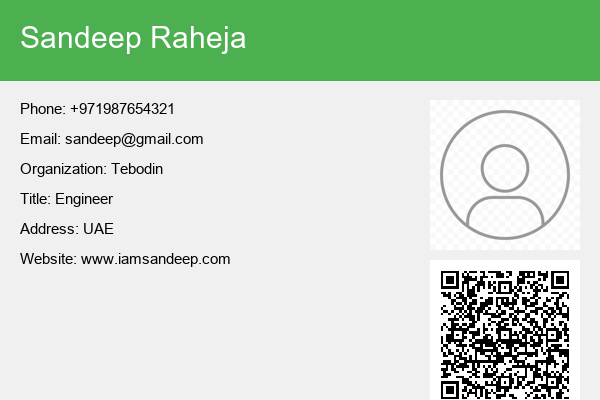 Sandeep Raheja
Phone: +971987654321
Email: sandeep@gmail.com
Organization: Tebodin
Title: Engineer
Address: UAE
Website: www.iamsandeep.com